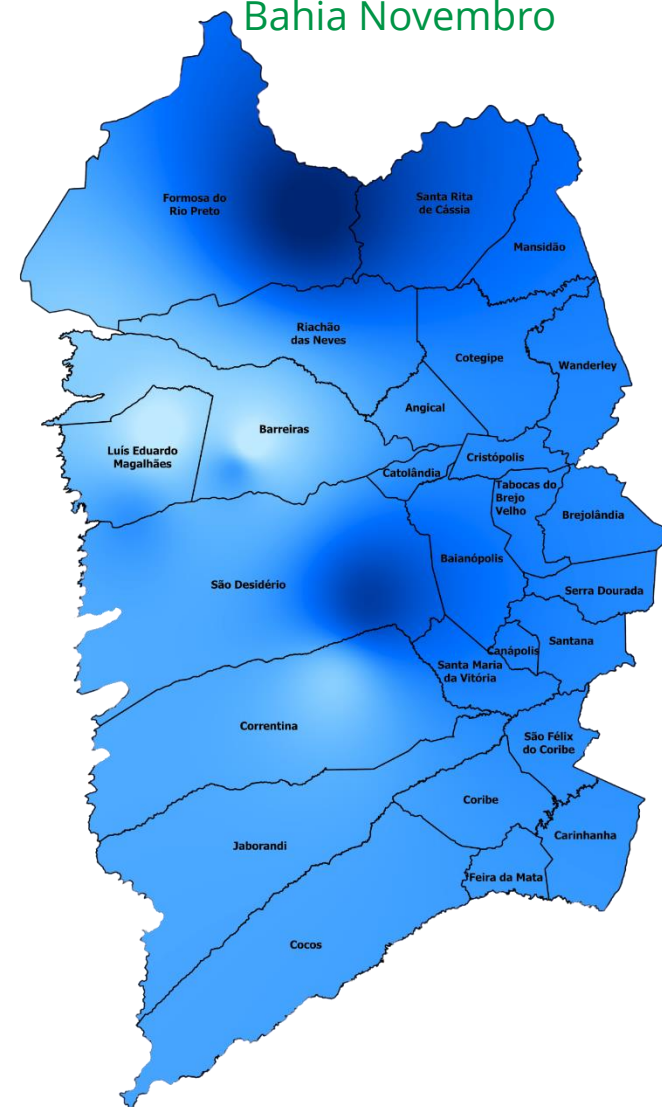 Bahia Novembro
Formosa do
Rio Preto
Santa Rita
de Cássia
Mansidão
Riachão
das Neves
Cotegipe
Wanderley
Angical
Barreiras
Luís Eduardo
Magalhães
Cristópolis
Catolândia
Tabocas do
Brejo
Velho
Brejolândia
Baianópolis
São Desidério
Serra Dourada
Santana
Canápolis
Santa Maria
da Vitória
Correntina
São Félix
do Coribe
Coribe
Carinhanha
Jaborandi
Feira da Mata
Cocos